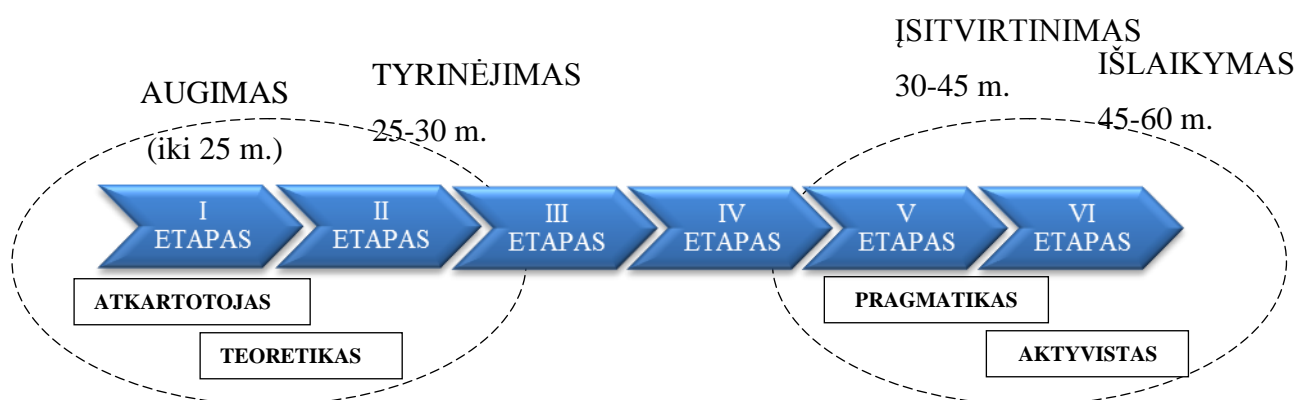 AUGIMAS
(iki 25 m.)
TYRINĖJIMAS
25-30 m.
ĮSITVIRTINIMAS
30-45 m.
IŠLAIKYMAS
45-60 m.
I
ETAPAS
II
ETAPAS
III
ETAPAS
IV
ETAPAS
V
ETAPAS
VI
ETAPAS
ATKARTOTOJAS
TEORETIKAS
PRAGMATIKAS
AKTYVISTAS